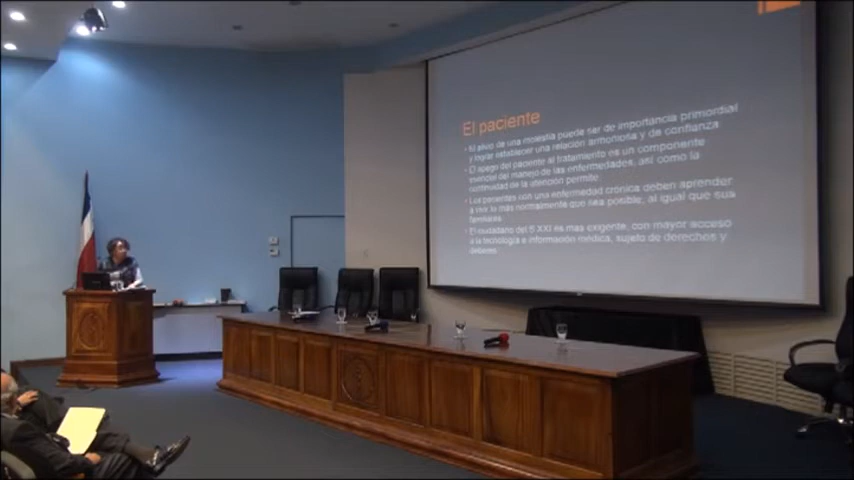 El paciente
• El alivio de una molestia puede ser de importancia primordial
y lograr establecer una relación armoniosa y de confianza
• El apego del paciente al tratamiento es un componente
esencial del manejo de las enfermedades, así como la
continuidad de la atención permite
• Los pacientes con una enfermedad crónica deben aprender
a vivir lo más normalmente que sea posible, al igual que sus
familiares
• El ciudadano del S XXI es mas exigente, con mayor acceso
a la tecnología e información médica, sujeto de derechos y
deberes